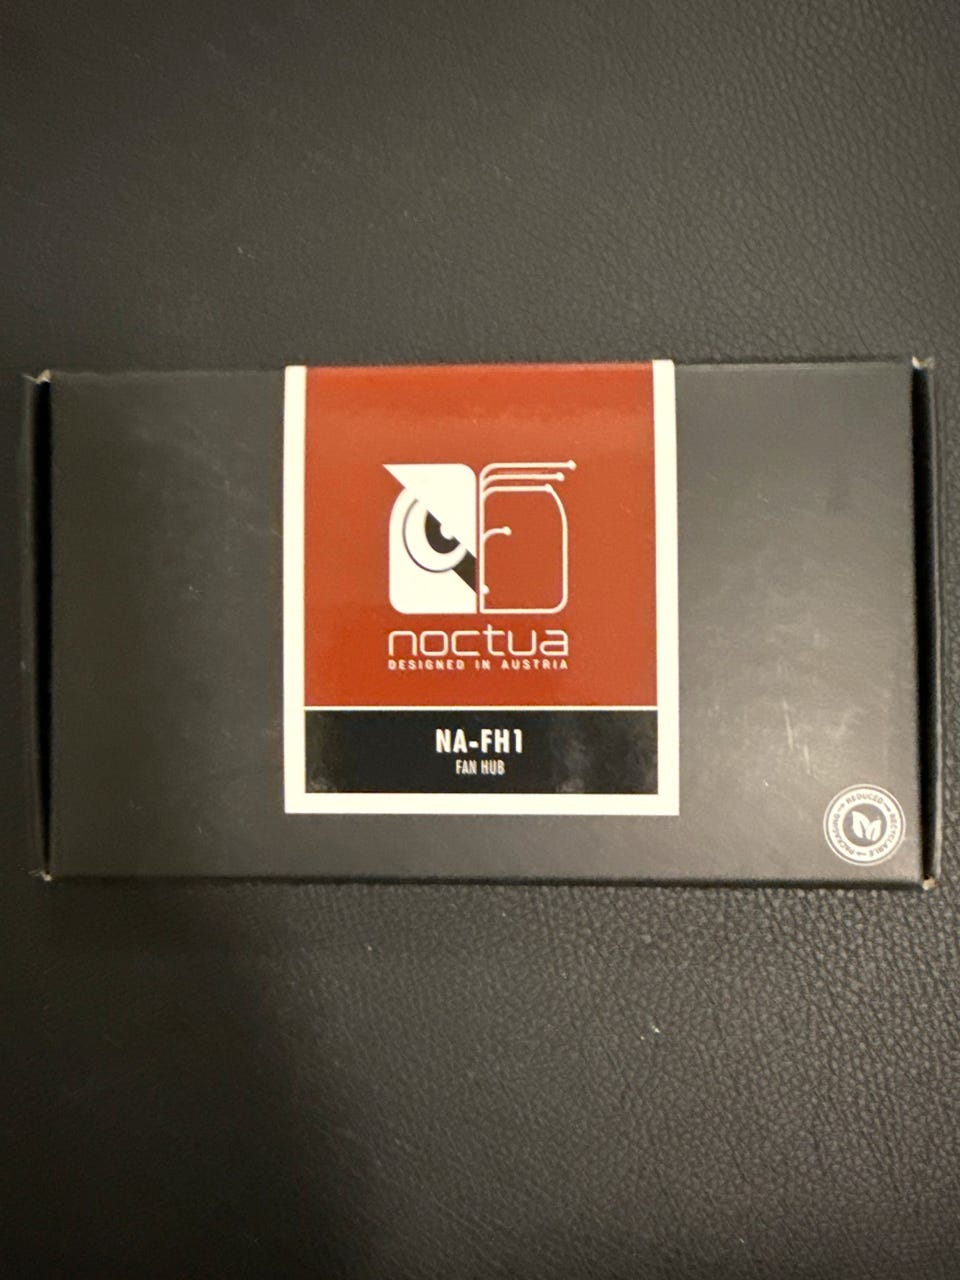 noctua
DESIGNED IN AUSTRIA
NA-FH1
FAN HUB
REDUCED
RECYCLABLE
PACKAGING